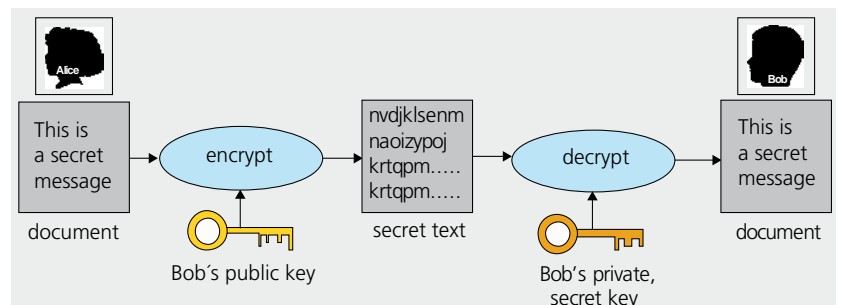 Alice
Bob
This is
a secret
message
encrypt
nvdjklsenm
naoizypoj
krtqpm.....
krtqpm.....
decrypt
This is
a secret
message
document
Bob´s public key
secret text
Bob's private,
secret key
document